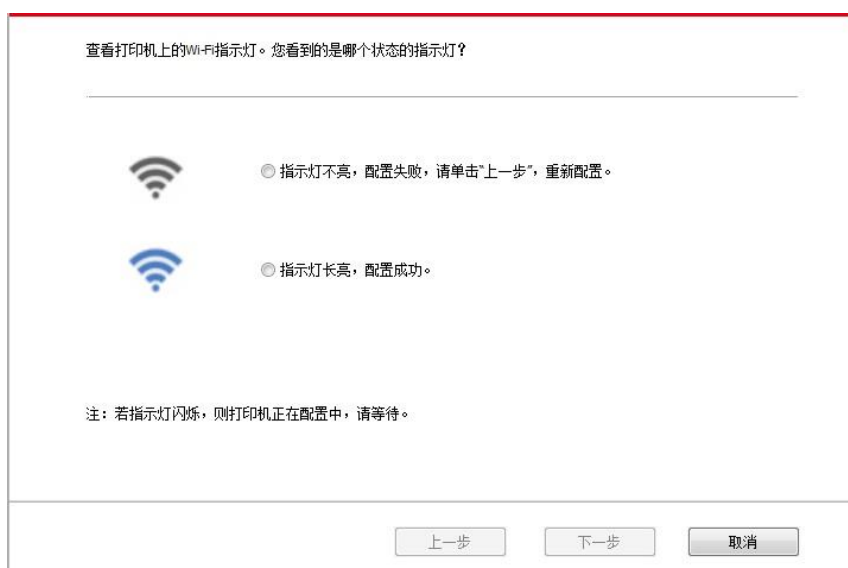 查看打印机上的Wi-Fi指示灯。您看到的是哪个状态的指示灯？
指示灯不亮，配置失败，请单击“上一步”，重新配置。
指示灯长亮，配置成功。
注：若指示灯闪烁，则打印机正在配置中，请等待。
上一步
下一步
取消